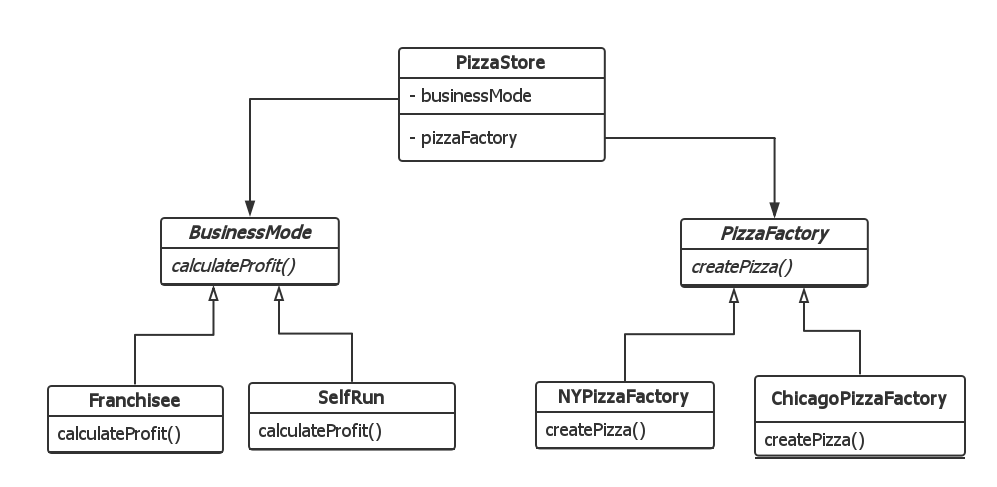 PizzaStore
- businessMode
- pizzaFactory
BusinessMode
calculateProfit()
PizzaFactory
createPizza()
Franchisee
calculateProfit()
SelfRun
calculateProfit()
NYPizzaFactory
createPizza()
ChicagoPizzaFactory
createPizza()